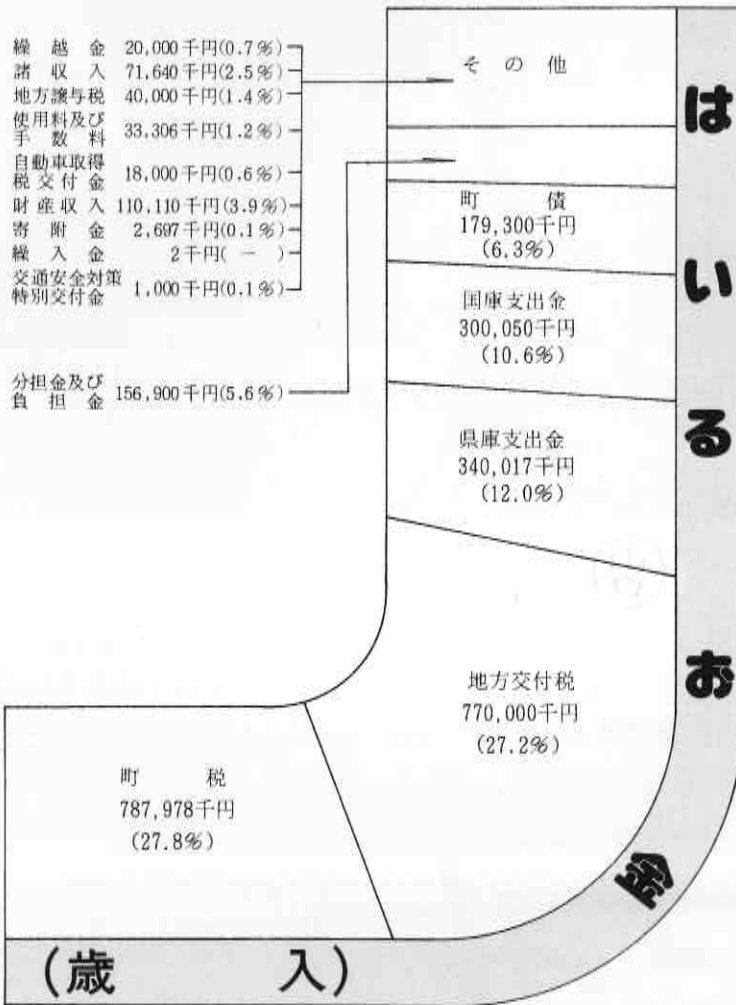 繰越金 20,000千円(0.7%)
諸収入 71,640千円(2.5%)
地方譲与税 40,000千円(1.4%)
使用料及び
手数料 33,306千円(1.2%)
自動車取得
税交付金 18,000千円(0.6%)
財産収入 110,110千円(3.9%)
寄附金 2,697千円(0.1%)
繰入金 2千円( － )
交通安全対策
特別交付金 1,000千円(0.1%)
分担金及び
負担金 156,900千円(5.6%)
その他
町債
179,300千円
(6.3%)
国庫支出金
300,050千円
(10.6%)
県庫支出金
340,017千円
(12.0%)
地方交付税
770,000千円
(27.2%)
町税
787,978千円
(27.8%)
はいるお金
(歳入)